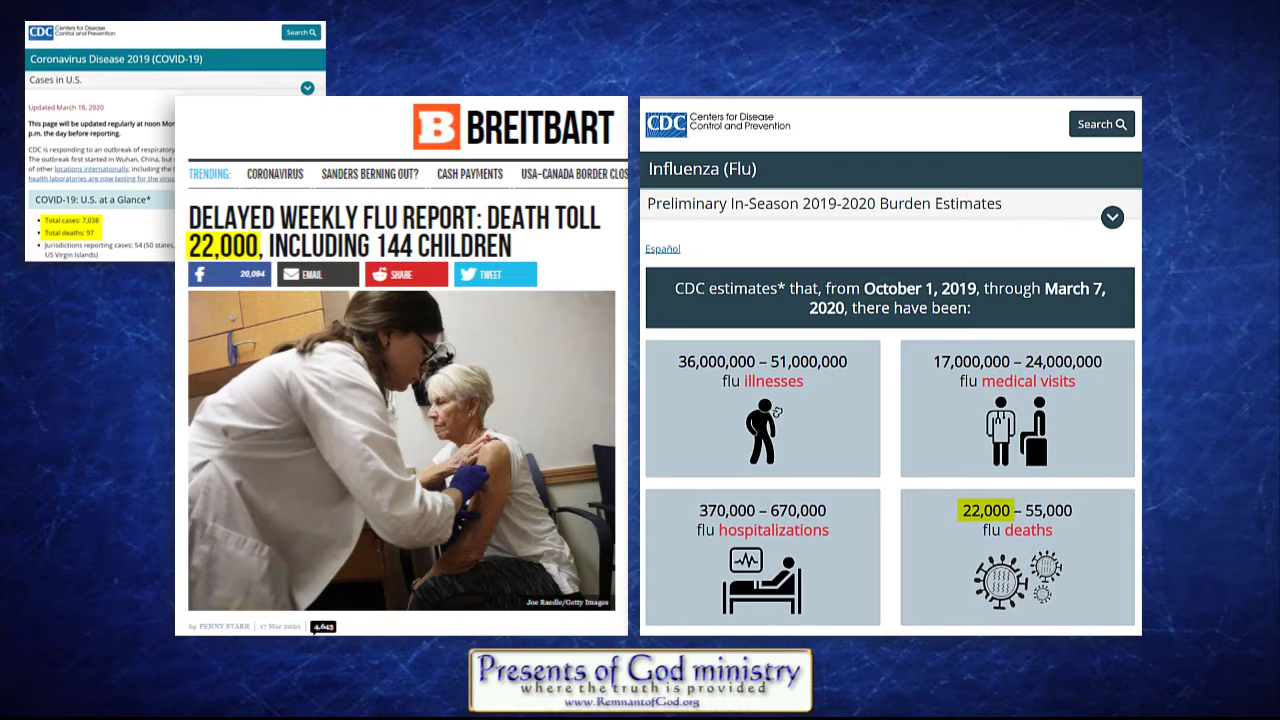 CDC Centers for Disease
Control and Prevention
Search
Coronavirus Disease 2019 (COVID-19)
Cases in U.S.
Updated March 18, 2020
This page will be updated regularly at noon Mon
p.m. the day before reporting.
CDC is responding to an outbreak of respiratory
The outbreak first started in Wuhan, China, but
of other locations internationally, including the
health laboratories are now testing for the virus
COVID-19: U.S. at a Glance*
Total cases: 7,038
Total deaths: 97
Jurisdictions reporting cases: 54 (50 states,
US Virgin Islands)
B BREITBART
TRENDING: CORONAVIRUS SANDERS BERNING OUT? CASH PAYMENTS USA-CANADA BORDER CLOS
DELAYED WEEKLY FLU REPORT: DEATH TOLL
22,000, INCLUDING 144 CHILDREN
f 20,094 EMAIL SHARE TWEET
Joe Raedle/Getty Images
by PENNY STARR | 17 Mar 2020 | 4,643
CDC Centers for Disease
Control and Prevention
Search
Influenza (Flu)
Preliminary In-Season 2019-2020 Burden Estimates
Español
CDC estimates* that, from October 1, 2019, through March 7,
2020, there have been:
36,000,000 – 51,000,000
flu illnesses
17,000,000 – 24,000,000
flu medical visits
370,000 – 670,000
flu hospitalizations
22,000 – 55,000
flu deaths
Presents of God ministry
where the truth is provided
www.RemnantofGod.org